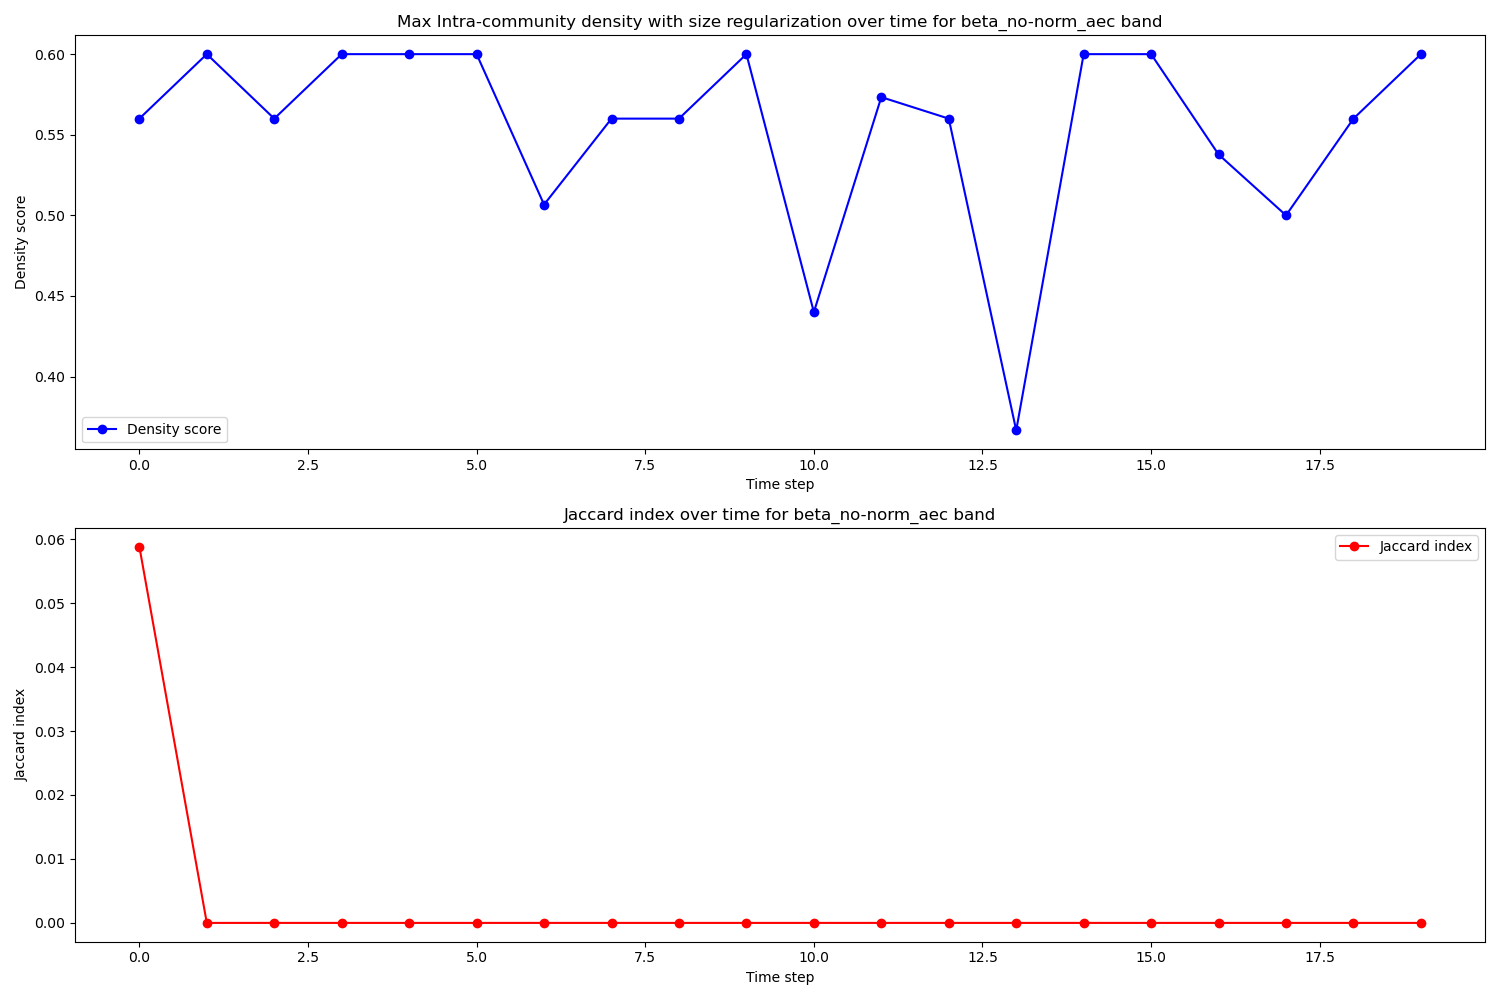 Max Intra-community density with size regularization over time for beta_no-norm_aec band
0.60
0.55
0.50
0.45
0.40
Density score
Density score
0.0 2.5 5.0 7.5 10.0 12.5 15.0 17.5
Time step
Jaccard index over time for beta_no-norm_aec band
0.06
0.05
0.04
0.03
0.02
0.01
0.00
Jaccard index
Jaccard index
0.0 2.5 5.0 7.5 10.0 12.5 15.0 17.5
Time step